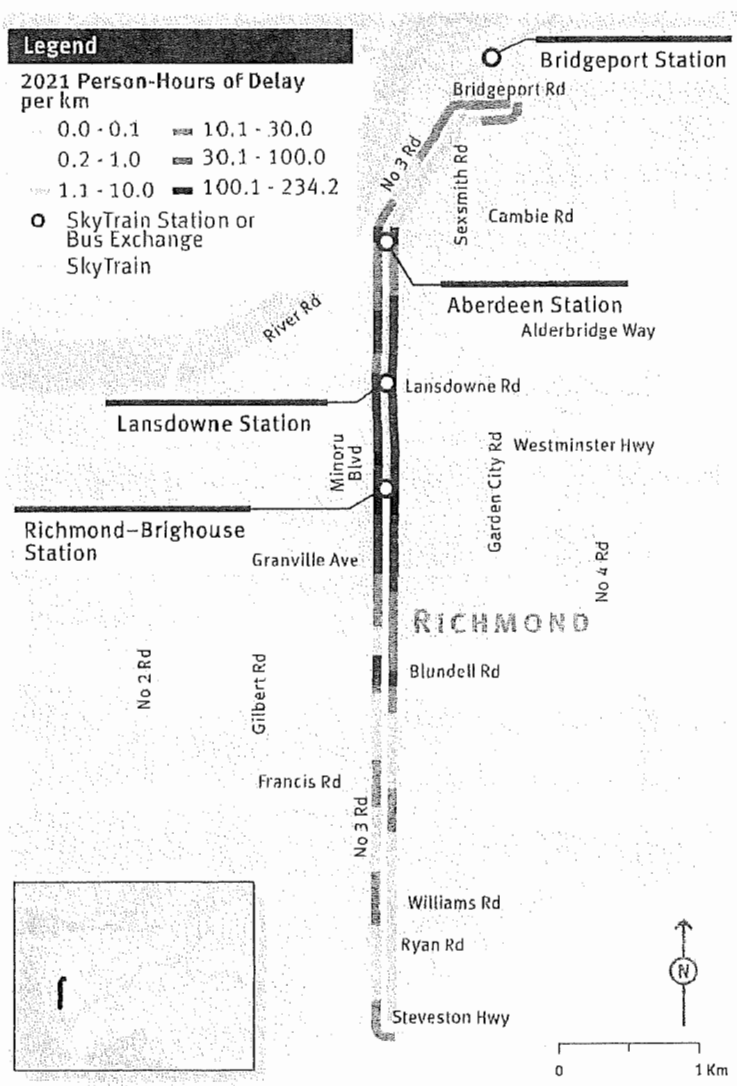 Legend
2021 Person-Hours of Delay
per km
0.0 - 0.1
10.1 - 30.0
0.2 - 1.0
30.1 - 100.0
1.1 - 10.0
100.1 - 234.2
SkyTrain Station or
Bus Exchange
SkyTrain
Bridgeport Station
Bridgeport Rd
No 3 Rd
Sexsmith Rd
Cambie Rd
Aberdeen Station
River Rd
Alderbridge Way
Lansdowne Rd
Lansdowne Station
Minoru
Blvd
Garden City Rd
Westminster Hwy
Richmond–Brighouse
Station
Granville Ave
No 4 Rd
RICHMOND
No 2 Rd
Gilbert Rd
Blundell Rd
Francis Rd
No 3 Rd
Williams Rd
Ryan Rd
N
Steveston Hwy
0
1 Km